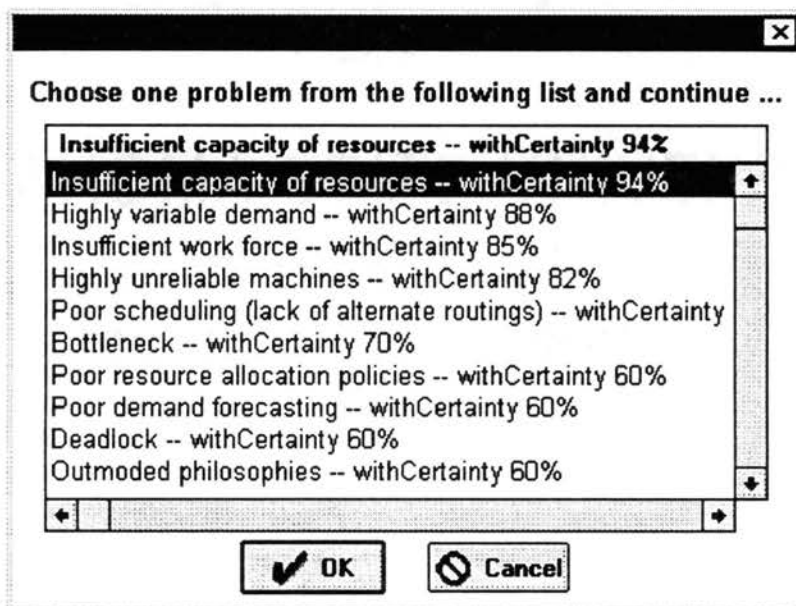 Choose one problem from the following list and continue ...
Insufficient capacity of resources -- withCertainty 94%
Insufficient capacity of resources -- withCertainty 94%
Highly variable demand -- withCertainty 88%
Insufficient work force -- withCertainty 85%
Highly unreliable machines -- withCertainty 82%
Poor scheduling (lack of alternate routings) -- withCertainty
Bottleneck -- withCertainty 70%
Poor resource allocation policies -- withCertainty 60%
Poor demand forecasting -- withCertainty 60%
Deadlock -- withCertainty 60%
Outmoded philosophies -- withCertainty 60%
OK
Cancel